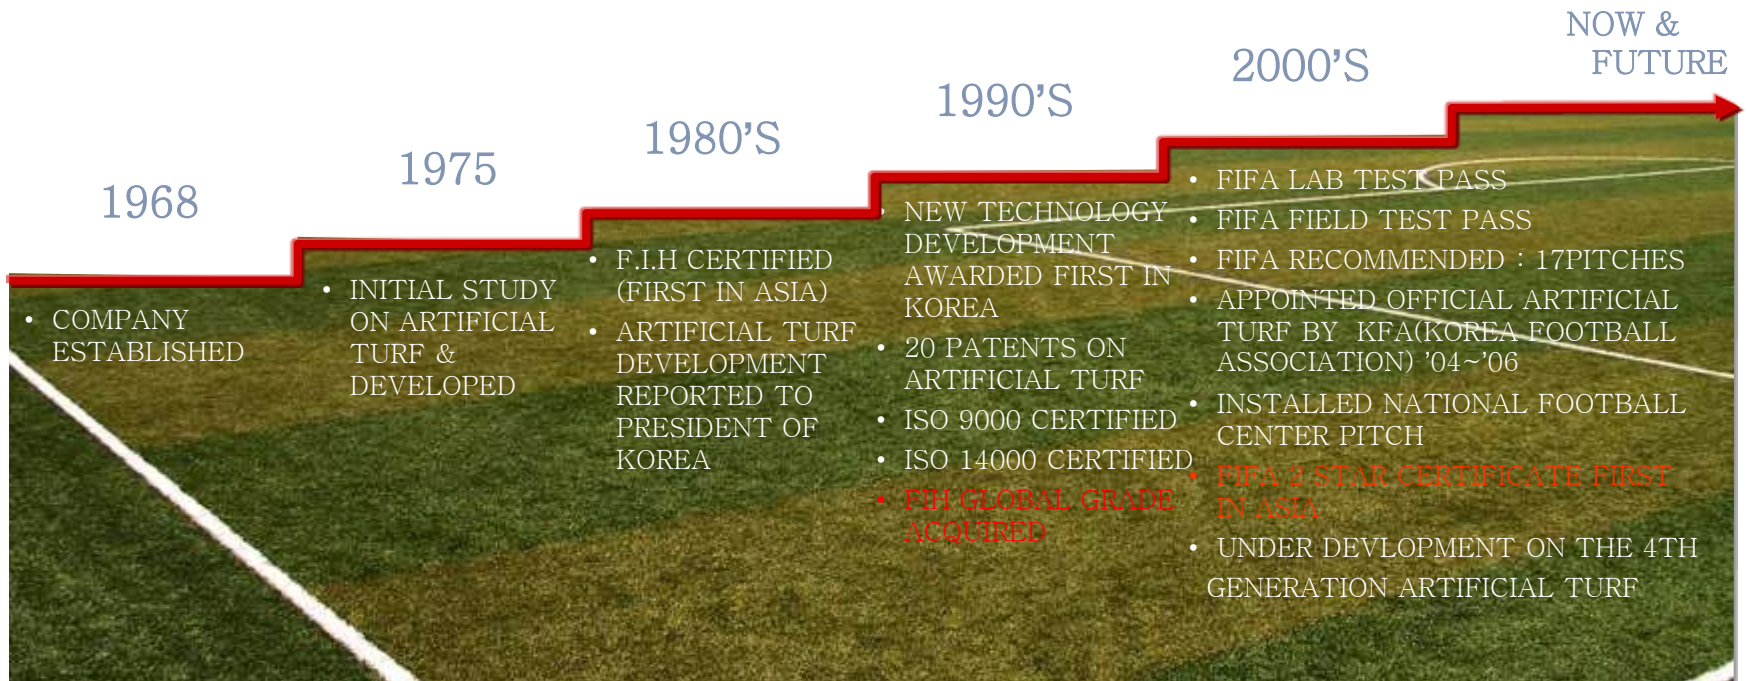 1968
• COMPANY
ESTABLISHED
1975
• INITIAL STUDY
ON ARTIFICIAL
TURF &
DEVELOPED
1980’S
• F.I.H CERTIFIED
(FIRST IN ASIA)
• ARTIFICIAL TURF
DEVELOPMENT
REPORTED TO
PRESIDENT OF
KOREA
1990’S
• NEW TECHNOLOGY
DEVELOPMENT
AWARDED FIRST IN
KOREA
• 20 PATENTS ON
ARTIFICIAL TURF
• ISO 9000 CERTIFIED
• ISO 14000 CERTIFIED
• FIH GLOBAL GRADE
ACQUIRED
2000’S
• FIFA LAB TEST PASS
• FIFA FIELD TEST PASS
• FIFA RECOMMENDED : 17PITCHES
• APPOINTED OFFICIAL ARTIFICIAL
TURF BY KFA(KOREA FOOTBALL
ASSOCIATION) ’04~’06
• INSTALLED NATIONAL FOOTBALL
CENTER PITCH
• FIFA 2 STAR CERTIFICATE FIRST
IN ASIA
• UNDER DEVLOPMENT ON THE 4TH
GENERATION ARTIFICIAL TURF
NOW &
FUTURE